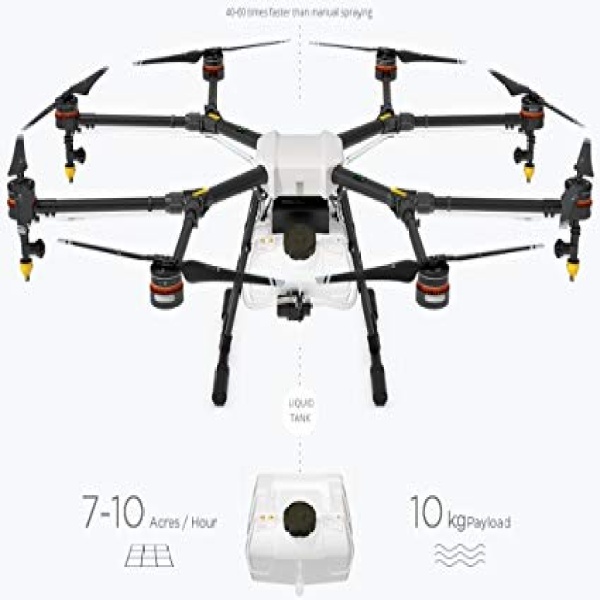 40-60 times faster than manual spraying
LIQUID
TANK
7-10 Acres / Hour
10 kg Payload